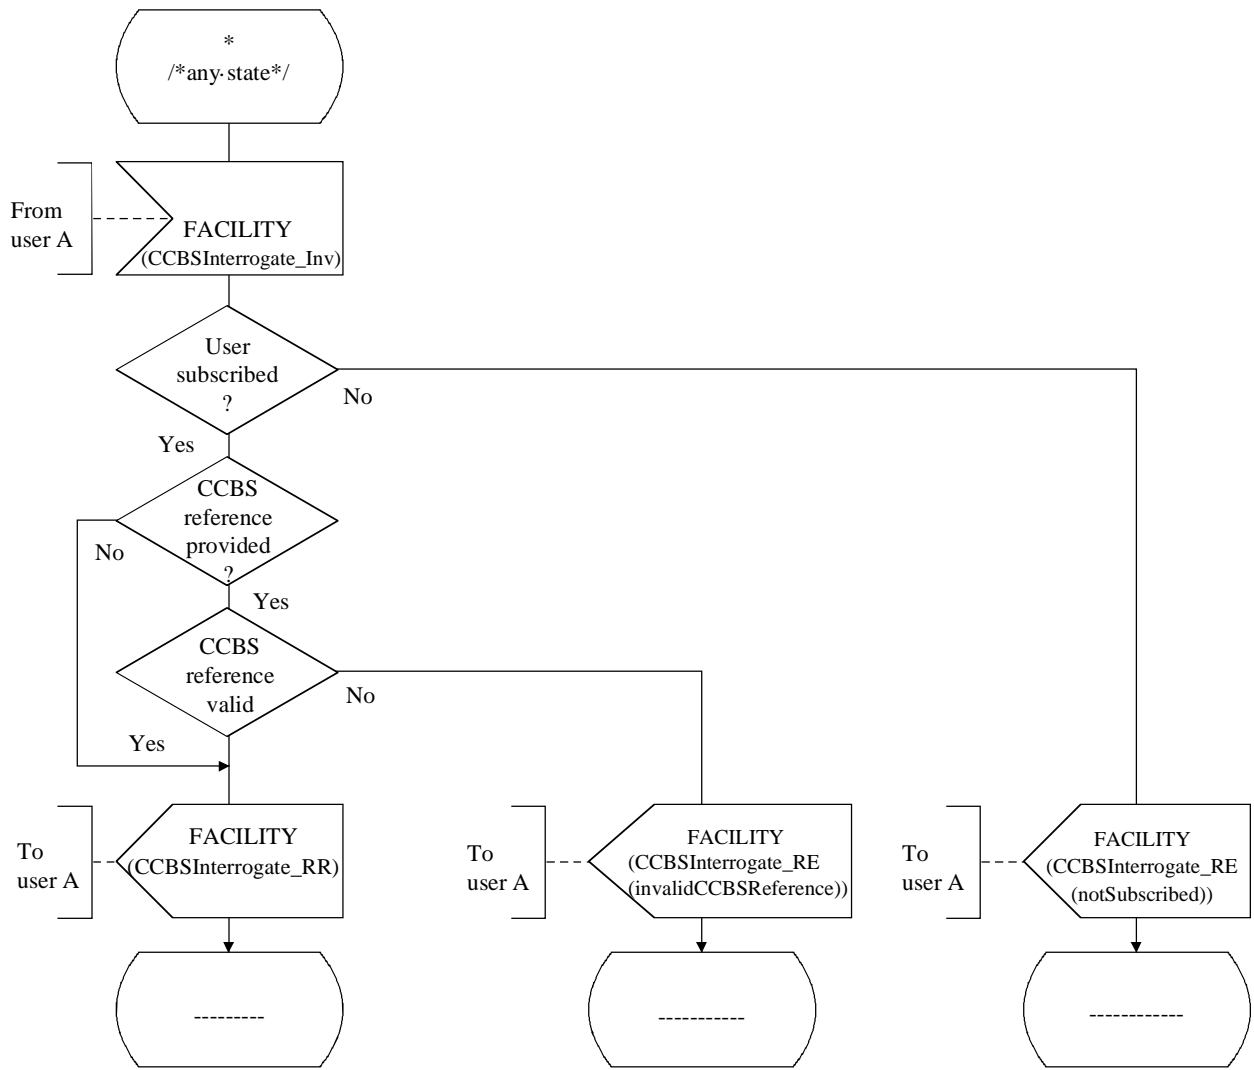 *
/*any state*/
From
user A
FACILITY
(CCBSInterrogate_Inv)
User
subscribed
?
No
Yes
CCBS
reference
provided
?
No
Yes
CCBS
reference
valid
No
Yes
To
user A
FACILITY
(CCBSInterrogate_RR)
To
user A
FACILITY
(CCBSInterrogate_RE
(invalidCCBSReference))
To
user A
FACILITY
(CCBSInterrogate_RE
(notSubscribed))
---------
-----------
------------